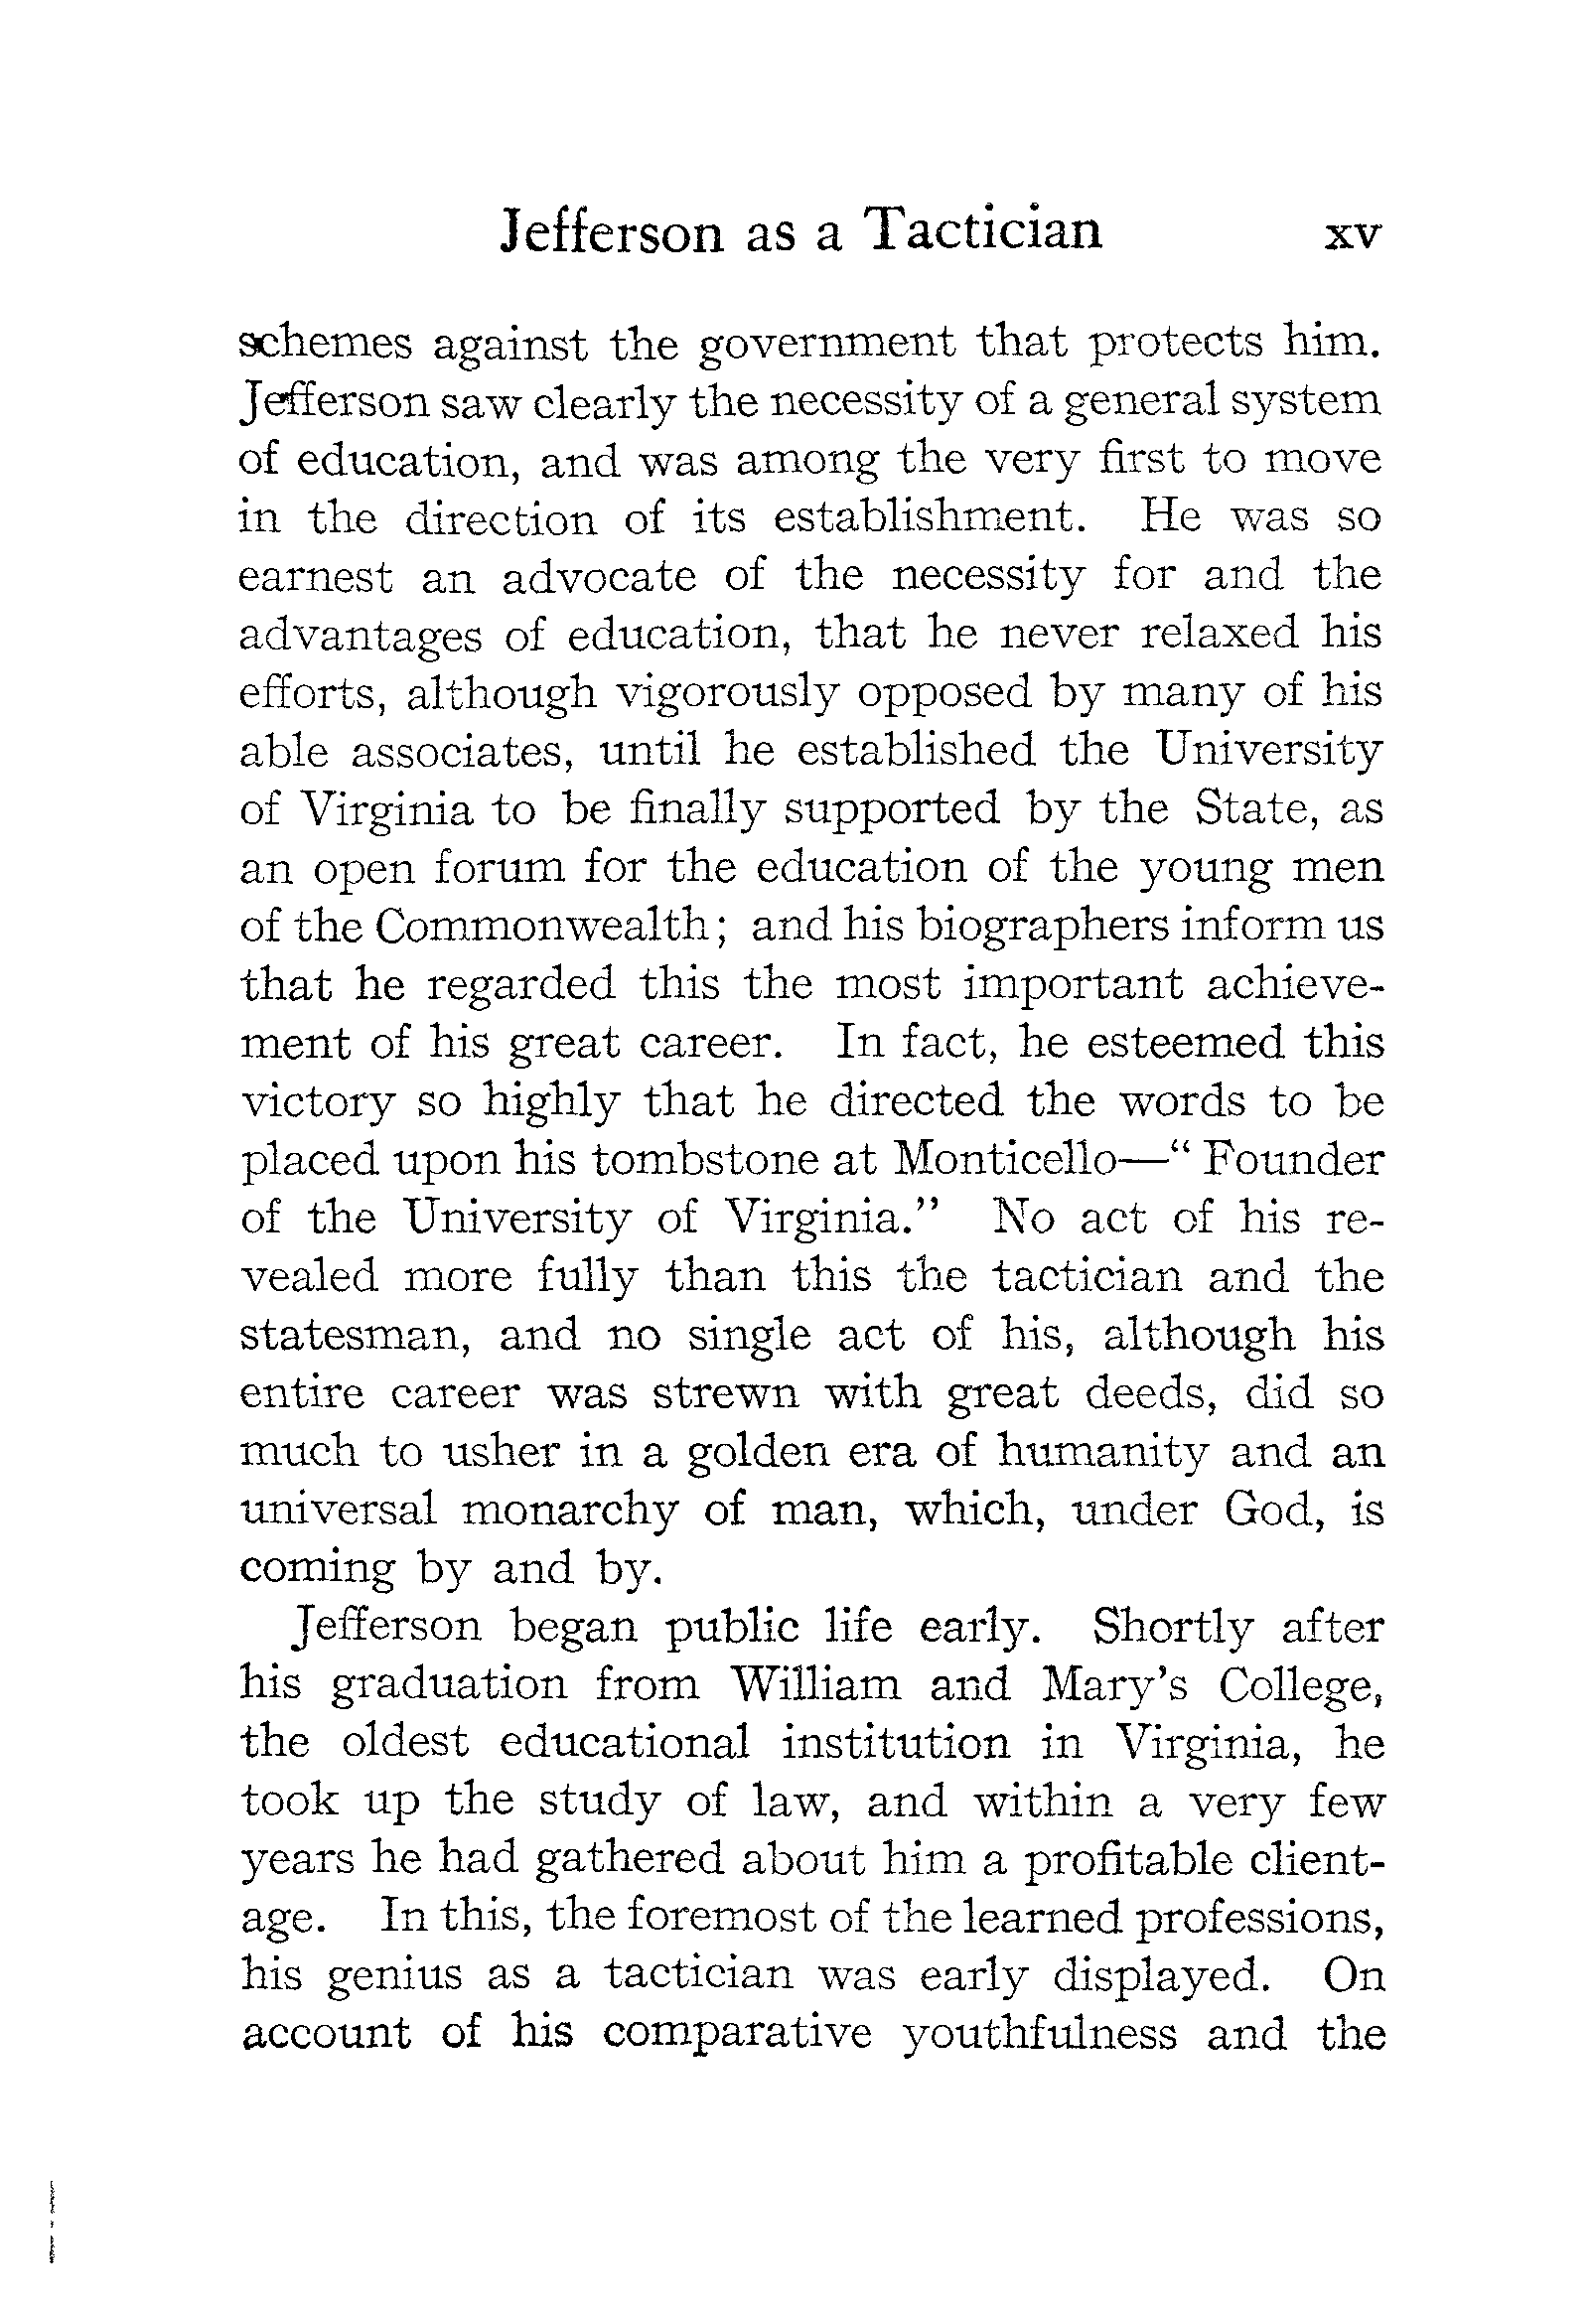 Jefferson as a Tactician xv
schemes against the government that protects him.
Jefferson saw clearly the necessity of a general system
of education, and was among the very first to move
in the direction of its establishment. He was so
earnest an advocate of the necessity for and the
advantages of education, that he never relaxed his
efforts, although vigorously opposed by many of his
able associates, until he established the University
of Virginia to be finally supported by the State, as
an open forum for the education of the young men
of the Commonwealth; and his biographers inform us
that he regarded this the most important achieve-
ment of his great career. In fact, he esteemed this
victory so highly that he directed the words to be
placed upon his tombstone at Monticello—“ Founder
of the University of Virginia.” No act of his re-
vealed more fully than this the tactician and the
statesman, and no single act of his, although his
entire career was strewn with great deeds, did so
much to usher in a golden era of humanity and an
universal monarchy of man, which, under God, is
coming by and by.
Jefferson began public life early. Shortly after
his graduation from William and Mary’s College,
the oldest educational institution in Virginia, he
took up the study of law, and within a very few
years he had gathered about him a profitable client-
age. In this, the foremost of the learned professions,
his genius as a tactician was early displayed. On
account of his comparative youthfulness and the